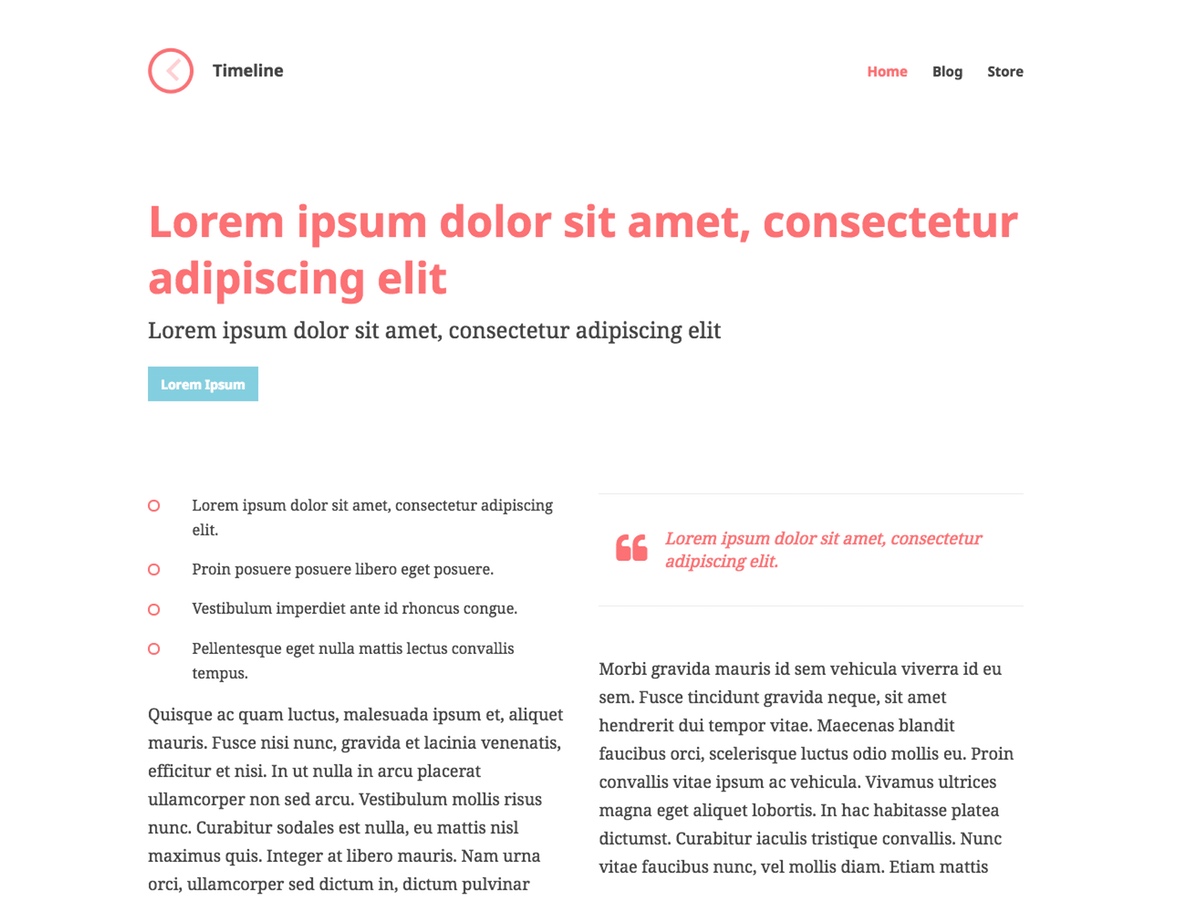 Timeline
Home Blog Store
Lorem ipsum dolor sit amet, consectetur
adipiscing elit
Lorem ipsum dolor sit amet, consectetur adipiscing elit
Lorem Ipsum
Lorem ipsum dolor sit amet, consectetur adipiscing
elit.
Proin posuere posuere libero eget posuere.
Vestibulum imperdiet ante id rhoncus congue.
Pellentesque eget nulla mattis lectus convallis
tempus.
Quisque ac quam luctus, malesuada ipsum et, aliquet
mauris. Fusce nisi nunc, gravida et lacinia venenatis,
efficitur et nisi. In ut nulla in arcu placerat
ullamcorper non sed arcu. Vestibulum mollis risus
nunc. Curabitur sodales est nulla, eu mattis nisl
maximus quis. Integer at libero mauris. Nam urna
orci, ullamcorper sed dictum in, dictum pulvinar
Lorem ipsum dolor sit amet, consectetur
adipiscing elit.
Morbi gravida mauris id sem vehicula viverra id eu
sem. Fusce tincidunt gravida neque, sit amet
hendrerit dui tempor vitae. Maecenas blandit
faucibus orci, scelerisque luctus odio mollis eu. Proin
convallis vitae ipsum ac vehicula. Vivamus ultrices
magna eget aliquet lobortis. In hac habitasse platea
dictumst. Curabitur iaculis tristique convallis. Nunc
vitae faucibus nunc, vel mollis diam. Etiam mattis